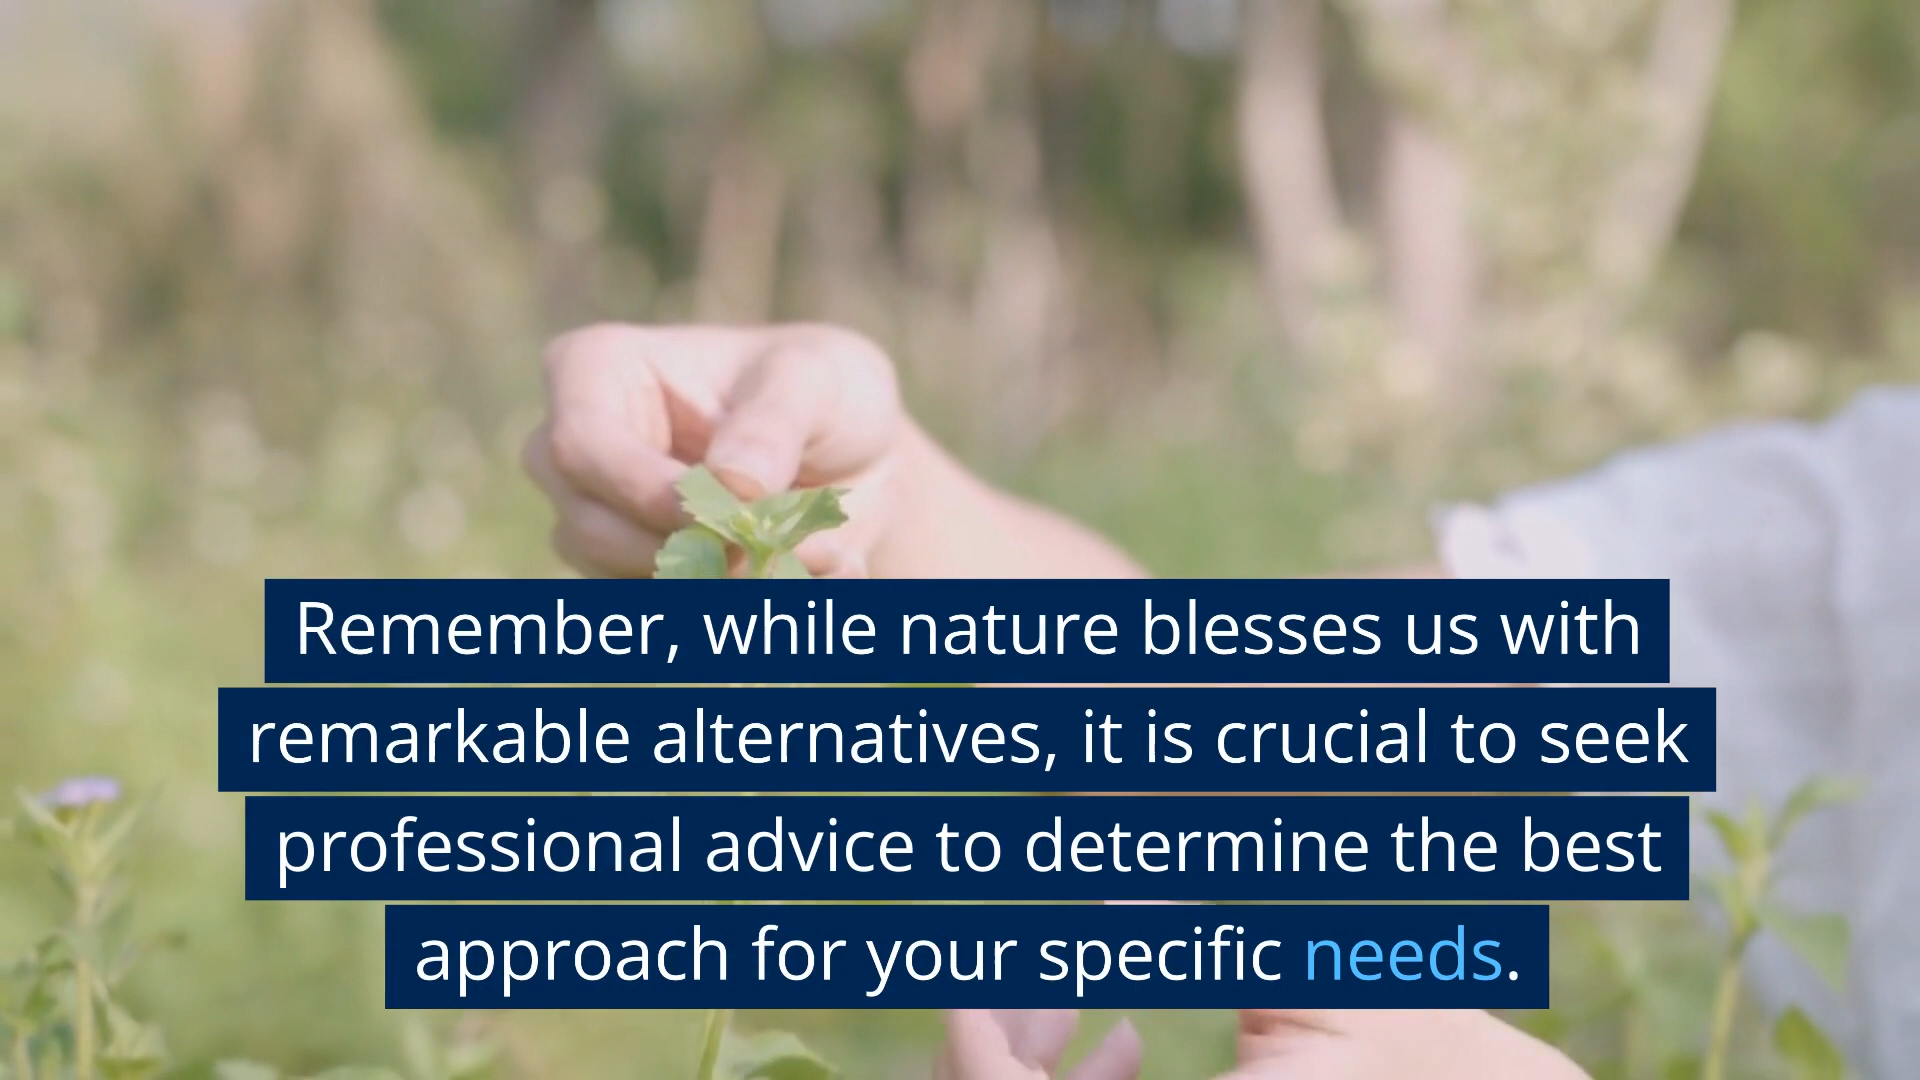 Remember, while nature blesses us with
remarkable alternatives, it is crucial to seek
professional advice to determine the best
approach for your specific needs.